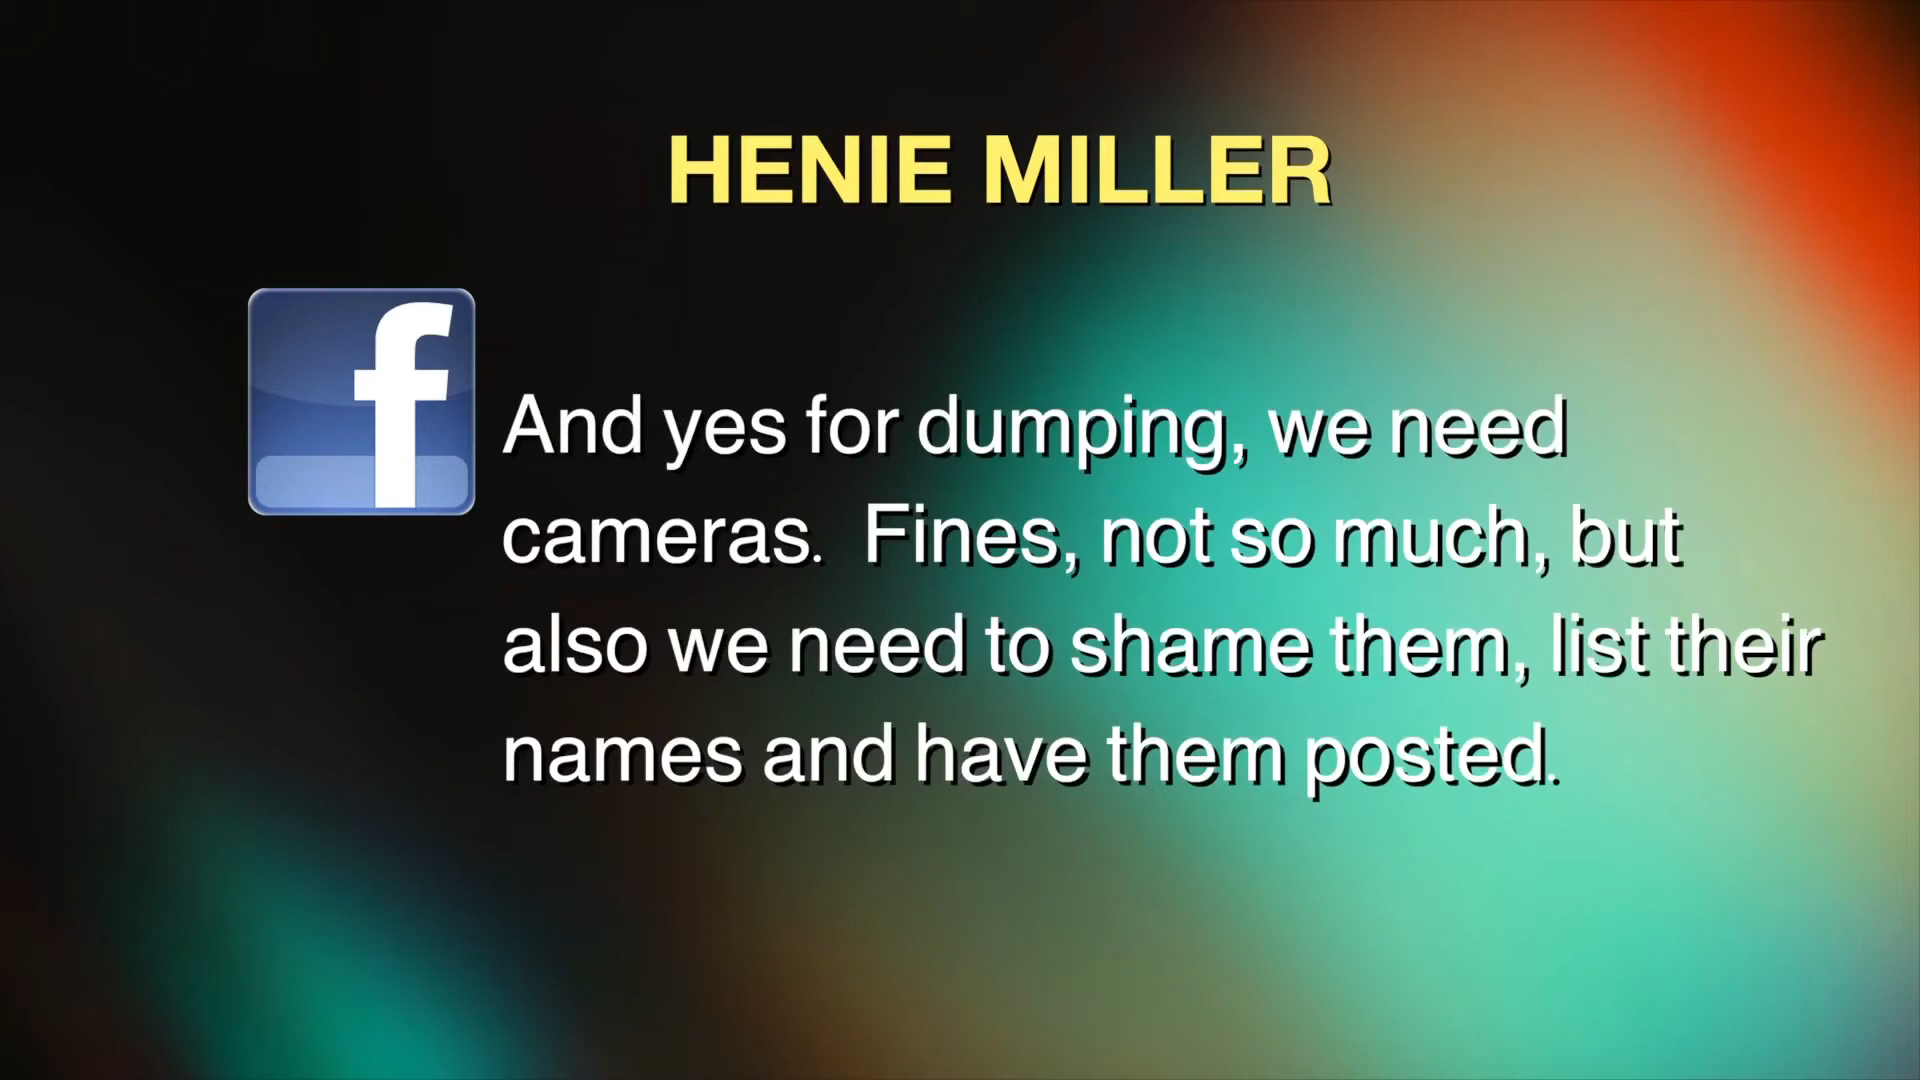 HENIE MILLER
f
And yes for dumping, we need
cameras.  Fines, not so much, but
also we need to shame them, list their
names and have them posted.